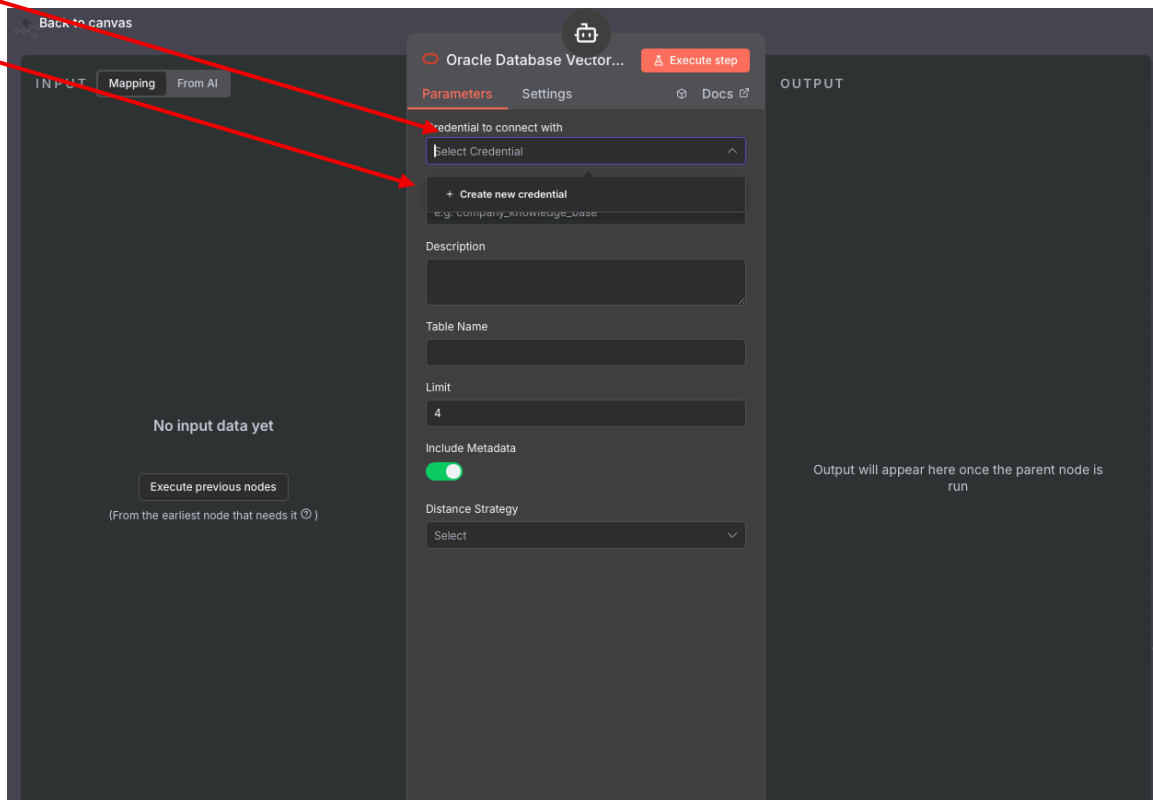 Back to canvas
INPUT Mapping From AI
Oracle Database Vector... Execute step
Parameters Settings Docs
OUTPUT
Credential to connect with
Select Credential
+ Create new credential
e.g. company_knowledge_base
Description
Table Name
Limit
4
Include Metadata
Distance Strategy
Select
No input data yet
Execute previous nodes
(From the earliest node that needs it )
Output will appear here once the parent node is
run